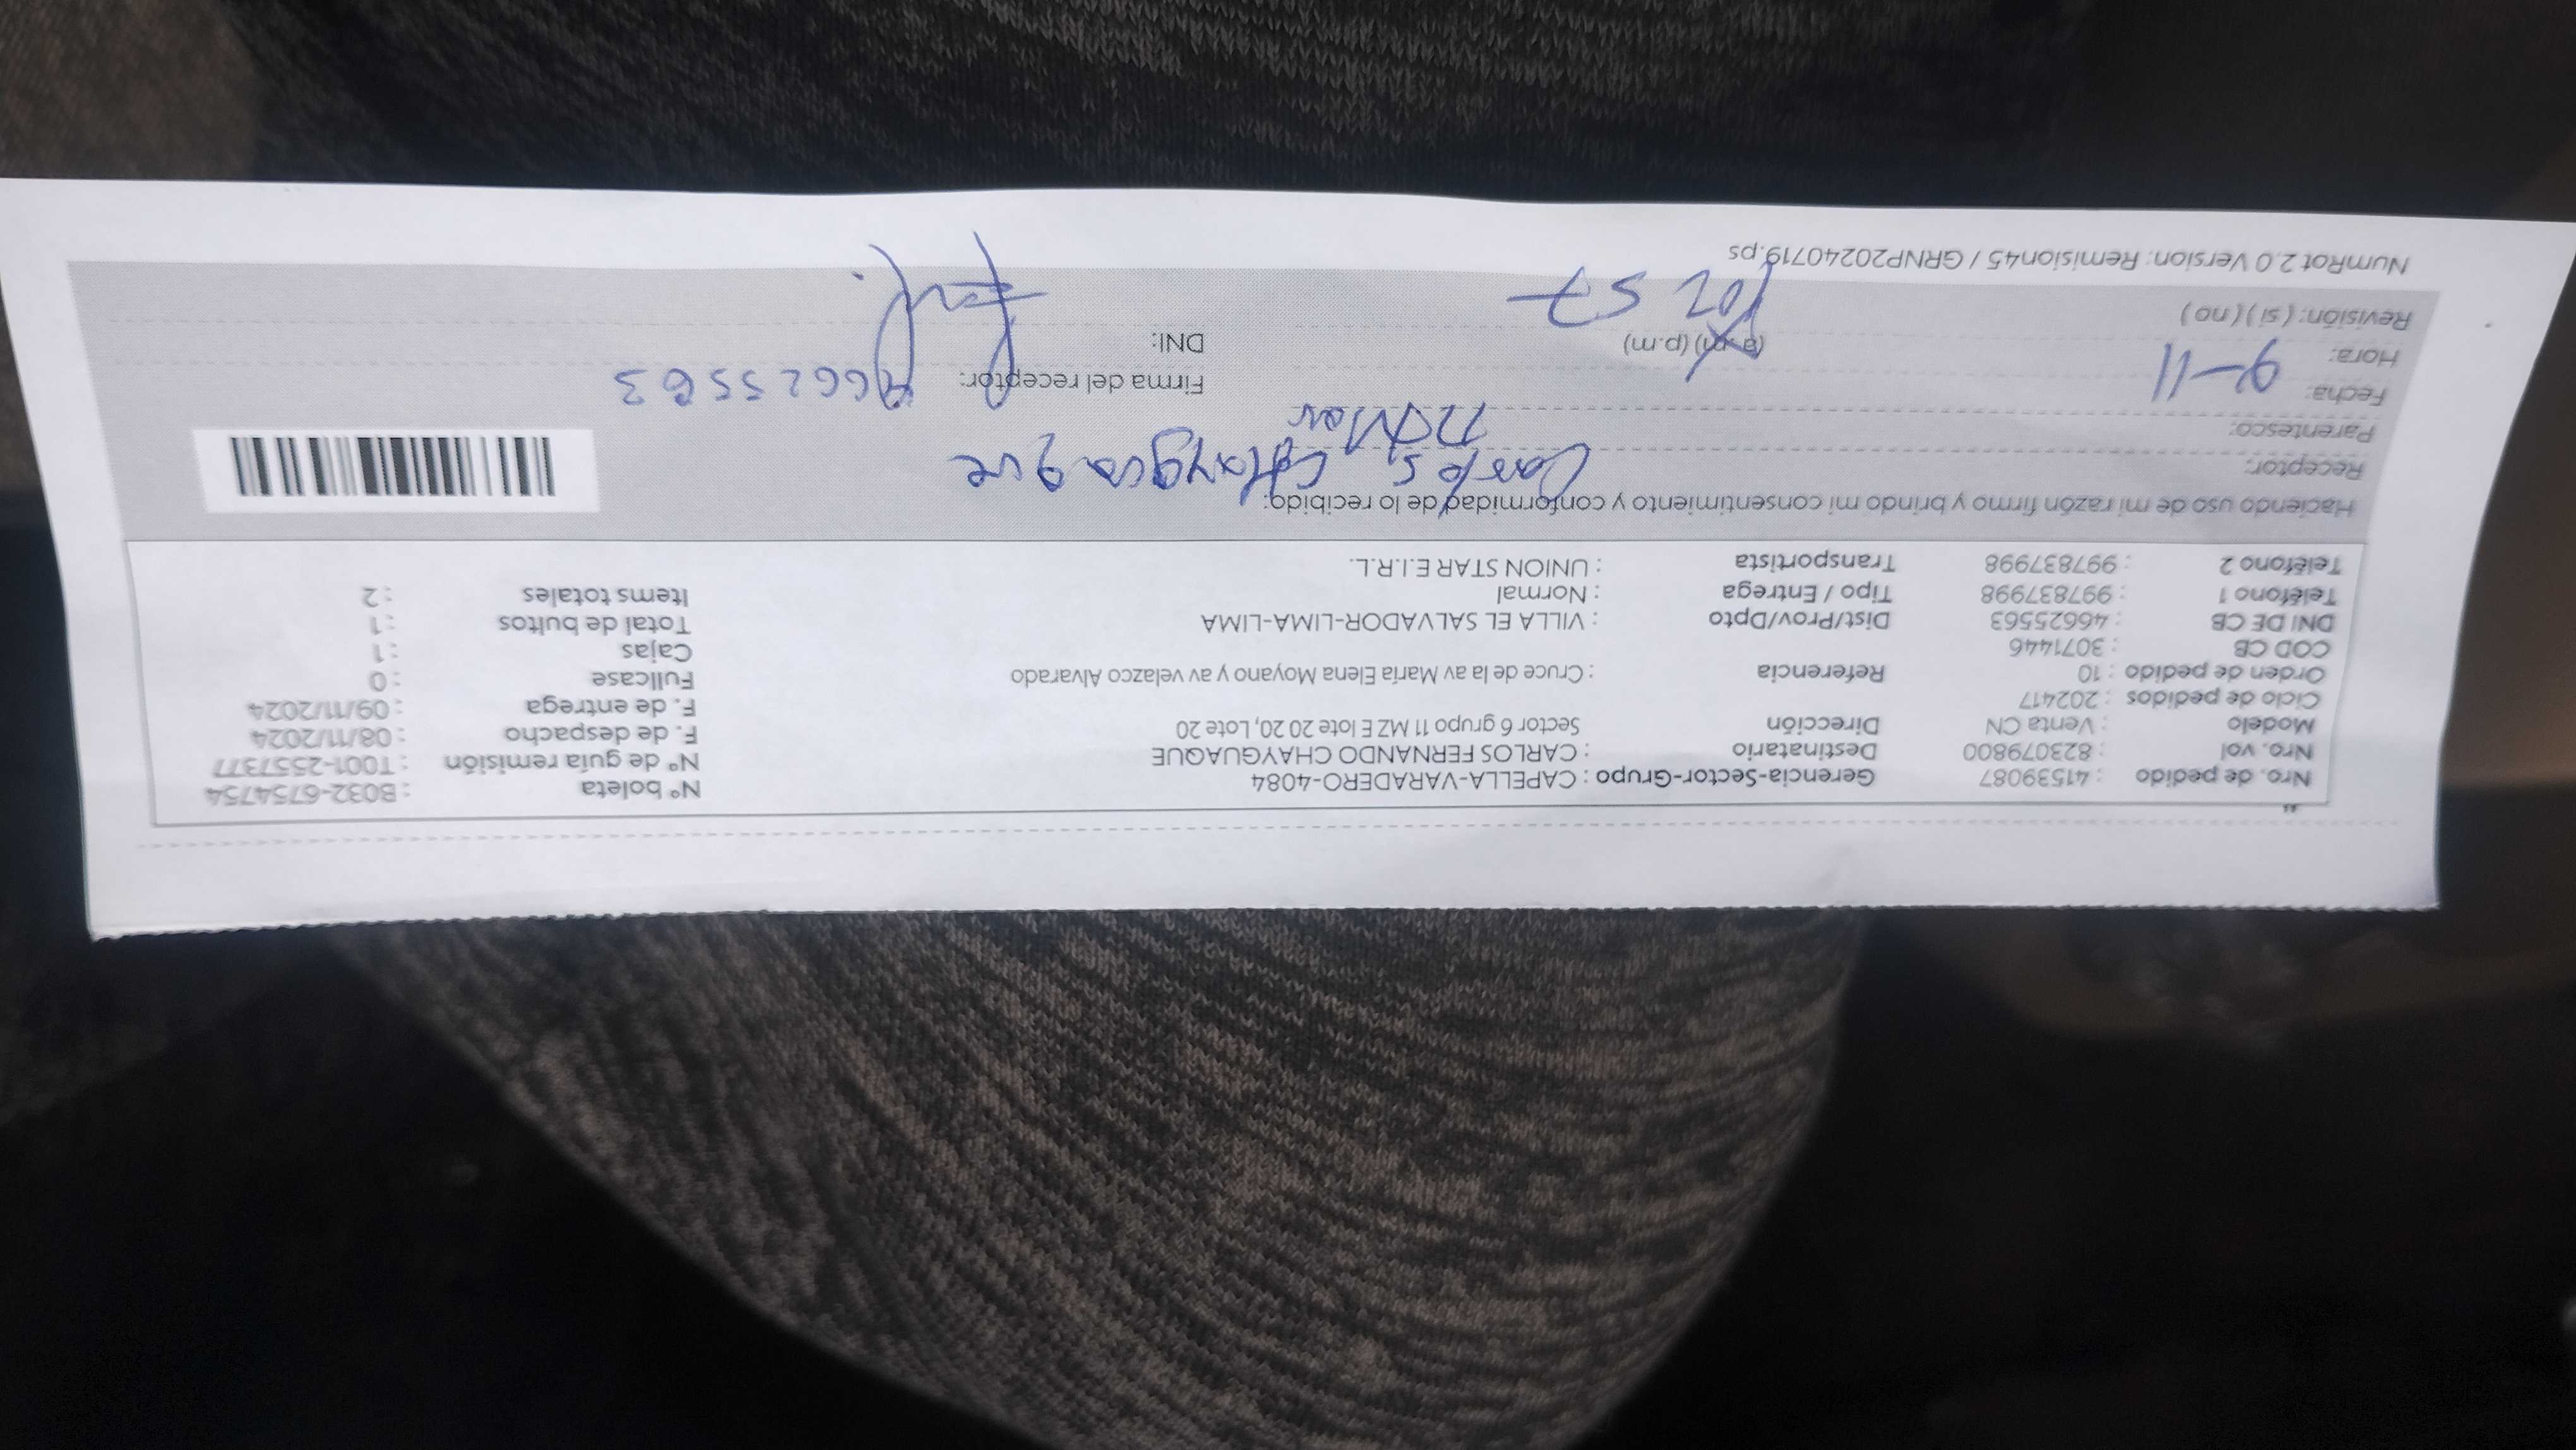 Nro. de pedido : 41539087 Gerencia-Sector-Grupo : CAPELLA-VARADERO-4084 N° boleta : B032-6754754
Nro. vol : 823079800 Destinatario : CARLOS FERNANDO CHAYGUAQUE N° de guía remisión : T001-2557377
Modelo : Venta CN Dirección Sector 6 grupo 11 MZ E lote 20 20, Lote 20 F. de despacho : 08/11/2024
Ciclo de pedidos : 202417 F. de entrega : 09/11/2024
Orden de pedido : 10 Referencia : Cruce de la av María Elena Moyano y av velazco Alvarado Fullcase : 0
COD CB : 3071446 Cajas : 1
DNI DE CB : 46625563 Dist/Prov/Dpto : VILLA EL SALVADOR-LIMA-LIMA Total de bultos : 1
Teléfono 1 : 997837998 Tipo / Entrega : Normal Items totales : 2
Teléfono 2 : 997837998 Transportista : UNION STAR E.I.R.L.
Haciendo uso de mi razón firmo y brindo mi consentimiento y conformidad de lo recibido:
Receptor: Carlos Chayguaque
Parentesco:
Fecha: 9-11 Firma del receptor: 46625563
Hora: (a.m) (p.m) DNI:
Revisión: ( si ) ( no )
NumRot 2.0 Version: Remision45 / GRNP20240719.ps